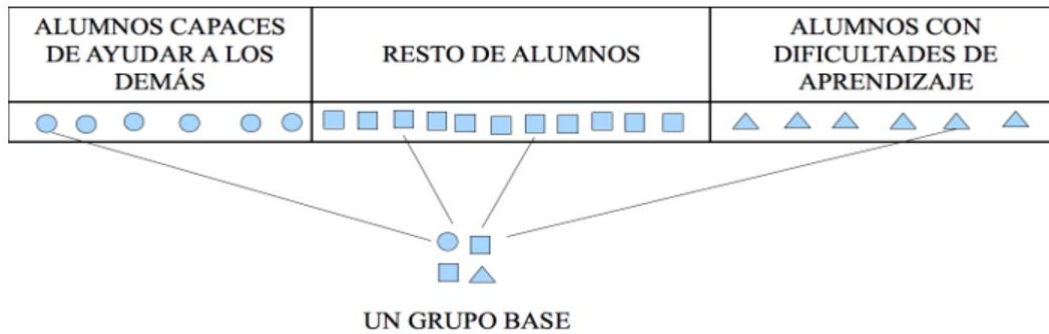 ALUMNOS CAPACES
DE AYUDAR A LOS
DEMÁS
RESTO DE ALUMNOS
ALUMNOS CON
DIFICULTADES DE
APRENDIZAJE
UN GRUPO BASE